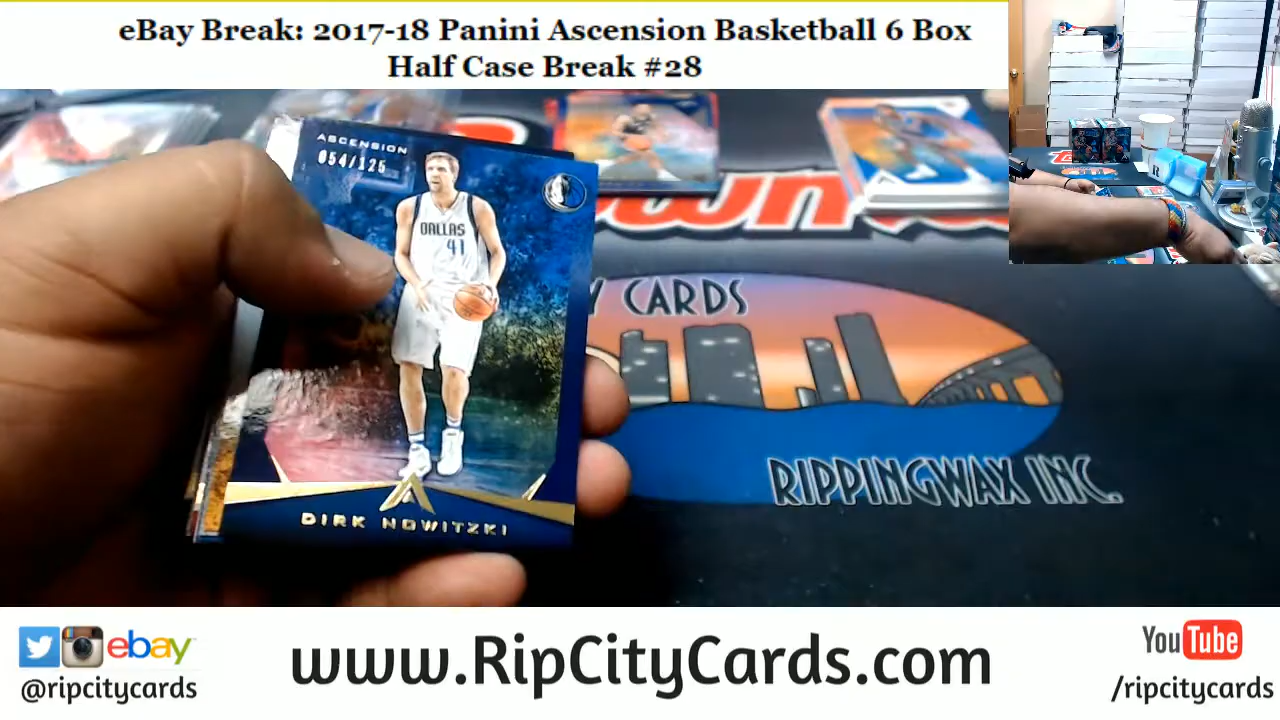 eBay Break: 2017-18 Panini Ascension Basketball 6 Box
Half Case Break #28
ASCENSION
054/125
DALLAS
41
DIRK NOWITZKI
own
Y CARDS
RIPPINGWAX INC.
ebay
@ripcitycards
www.RipCityCards.com
YouTube
/ripcitycards